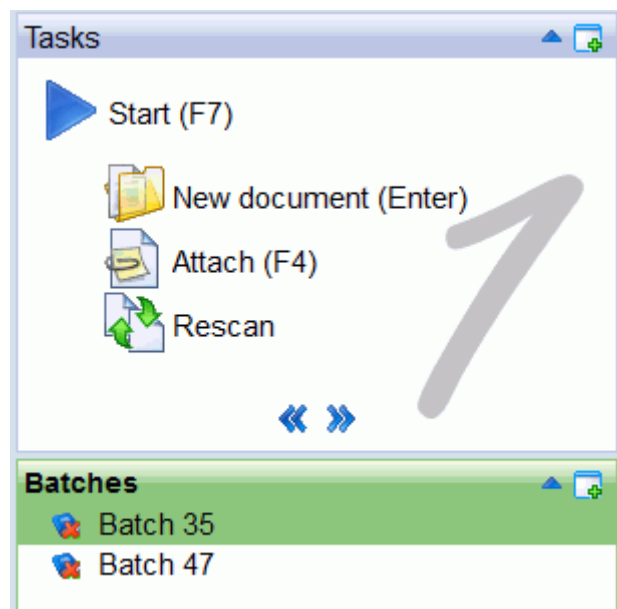 Tasks
Start (F7)
New document (Enter)
Attach (F4)
Rescan
1
Batches
Batch 35
Batch 47